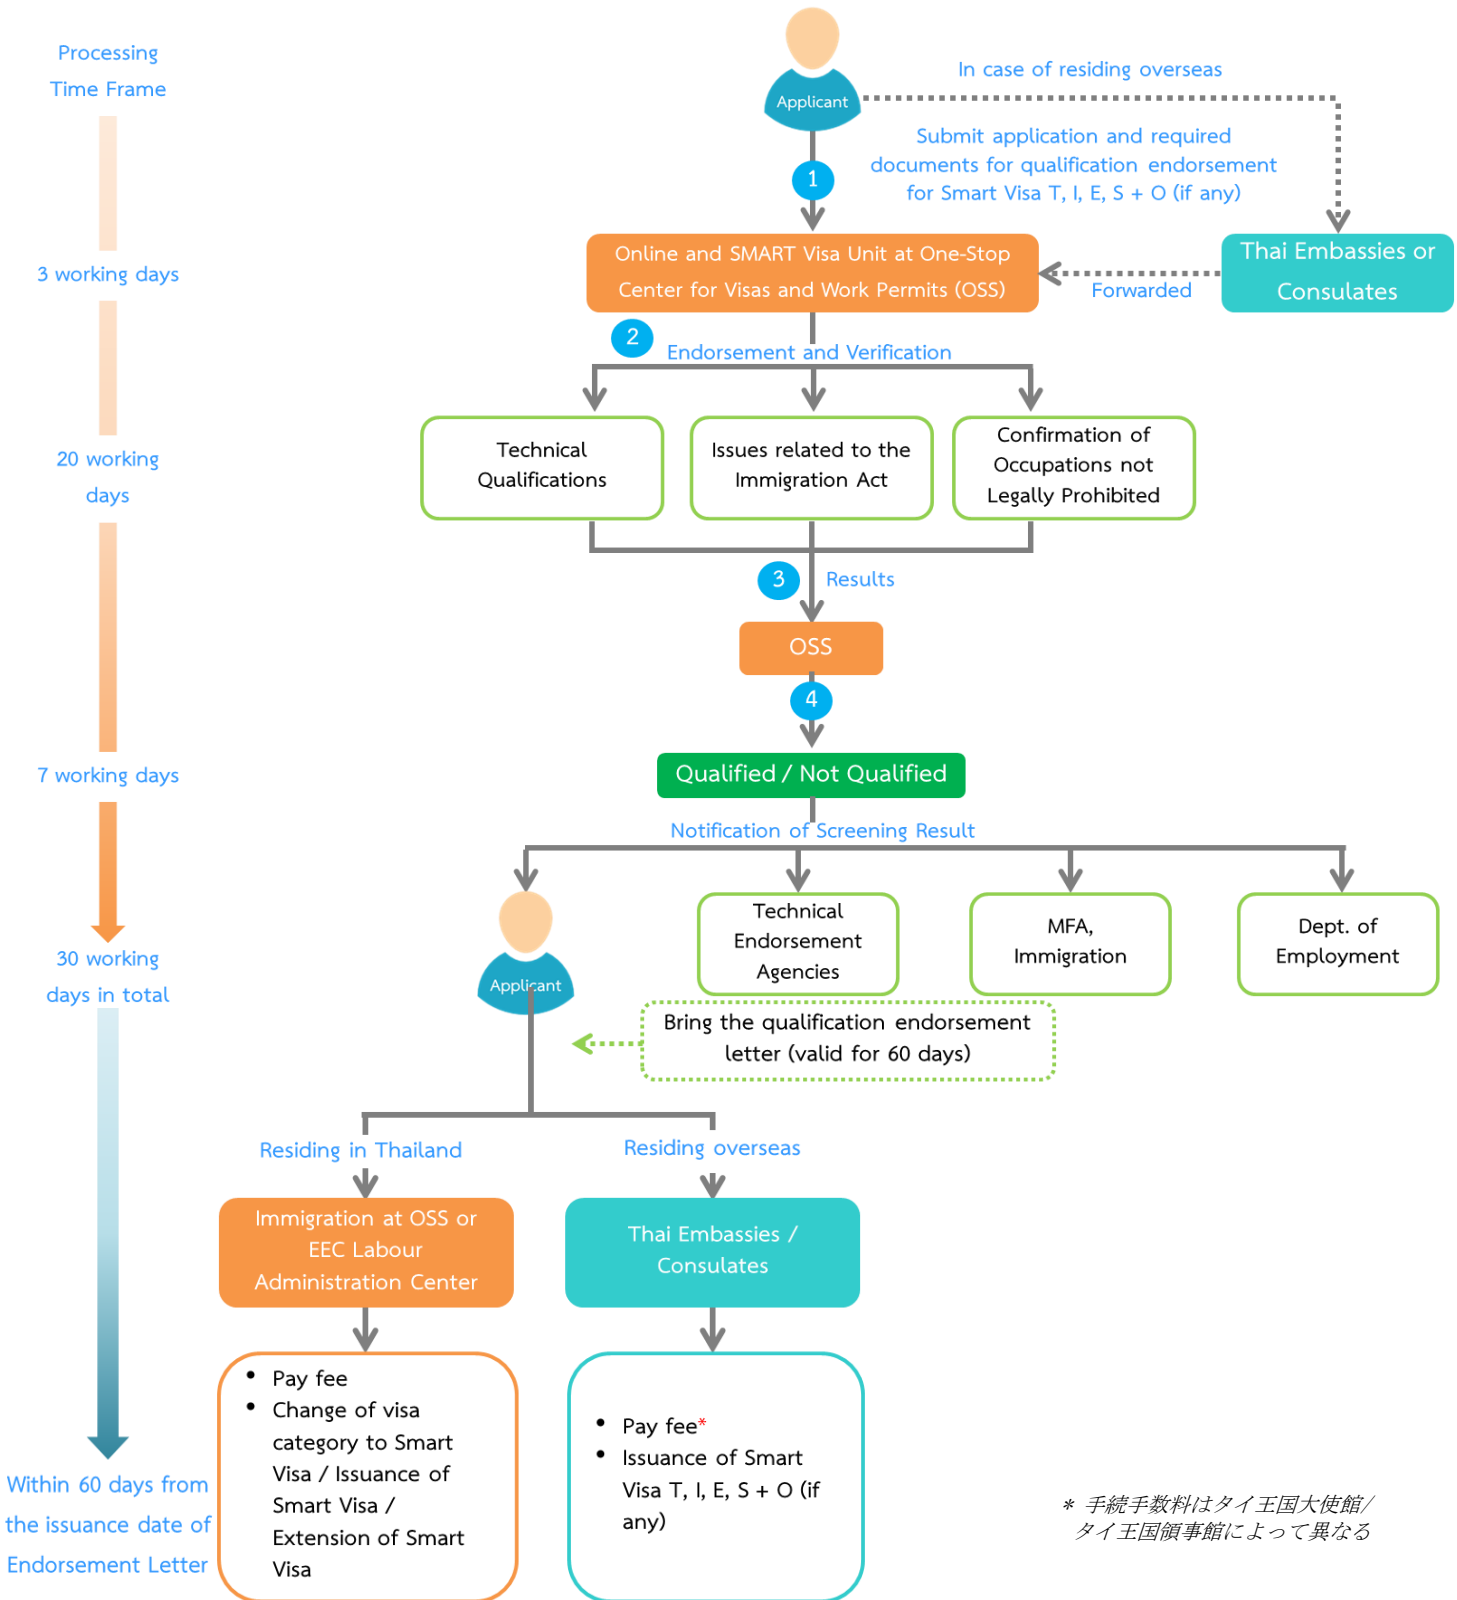 Processing
Time Frame
Applicant
In case of residing overseas
Submit application and required
documents for qualification endorsement
for Smart Visa T, I, E, S + O (if any)
1
3 working days
Online and SMART Visa Unit at One-Stop
Center for Visas and Work Permits (OSS)
Forwarded
Thai Embassies or
Consulates
2
Endorsement and Verification
20 working
days
Technical
Qualifications
Issues related to the
Immigration Act
Confirmation of
Occupations not
Legally Prohibited
3
Results
OSS
4
7 working days
Qualified / Not Qualified
Notification of Screening Result
Applicant
Technical
Endorsement
Agencies
MFA,
Immigration
Dept. of
Employment
30 working
days in total
Bring the qualification endorsement
letter (valid for 60 days)
Residing in Thailand
Residing overseas
Immigration at OSS or
EEC Labour
Administration Center
Thai Embassies /
Consulates
• Pay fee
• Change of visa
category to Smart
Visa / Issuance of
Smart Visa /
Extension of Smart
Visa
• Pay fee*
• Issuance of Smart
Visa T, I, E, S + O (if
any)
Within 60 days from
the issuance date of
Endorsement Letter
* 手続手数料はタイ王国大使館/
タイ王国領事館によって異なる